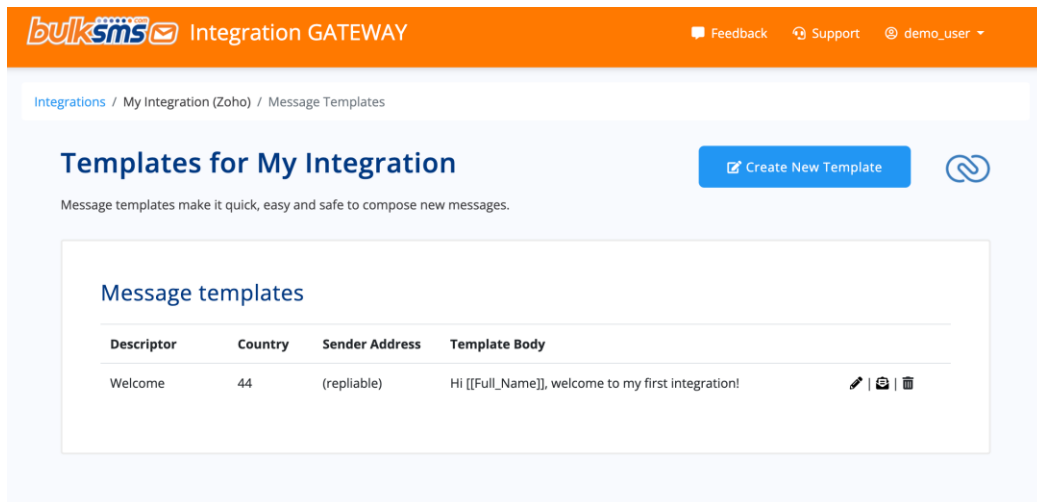 bulksms.com Integration GATEWAY
Feedback Support demo_user
Integrations / My Integration (Zoho) / Message Templates
Templates for My Integration
Create New Template
Message templates make it quick, easy and safe to compose new messages.
Message templates
Descriptor Country Sender Address Template Body
Welcome 44 (repliable) Hi [[Full_Name]], welcome to my first integration! | |